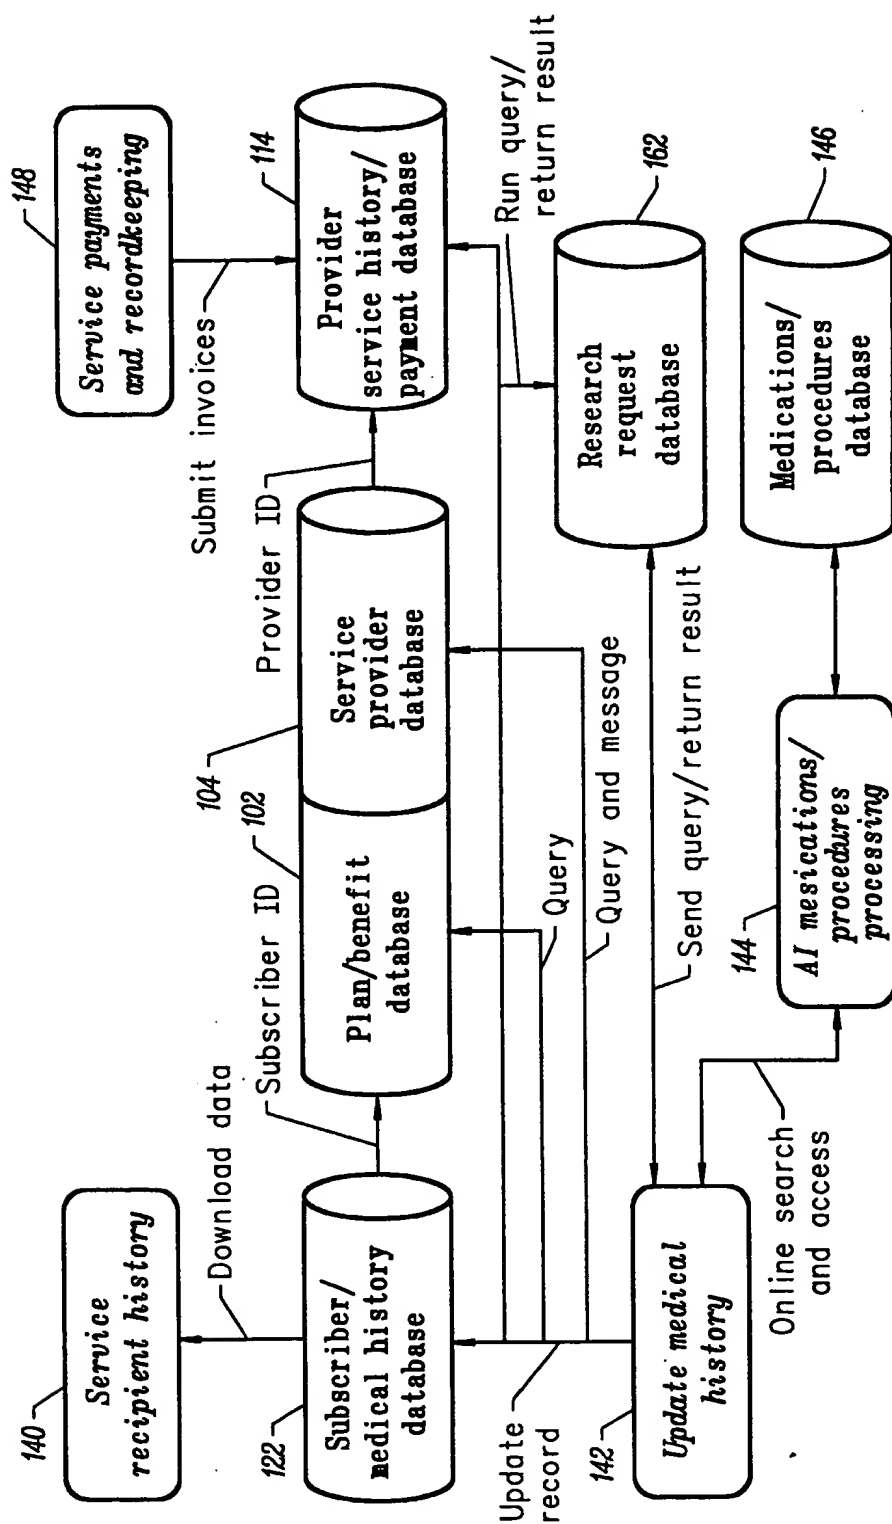 140
Service
recipient history
Download data
122
Subscriber/
medical history
database
Subscriber ID
102
Plan/benefit
database
104
Service
provider
database
Provider ID
148
Service payments
and recordkeeping
Submit invoices
114
Provider
service history/
payment database
Run query/
return result
Update
record
Query
Query and message
Send query/return result
162
Research
request
database
142
Update medical
history
Online search
and access
144
AI mesications/
procedures
processing
146
Medications/
procedures
database